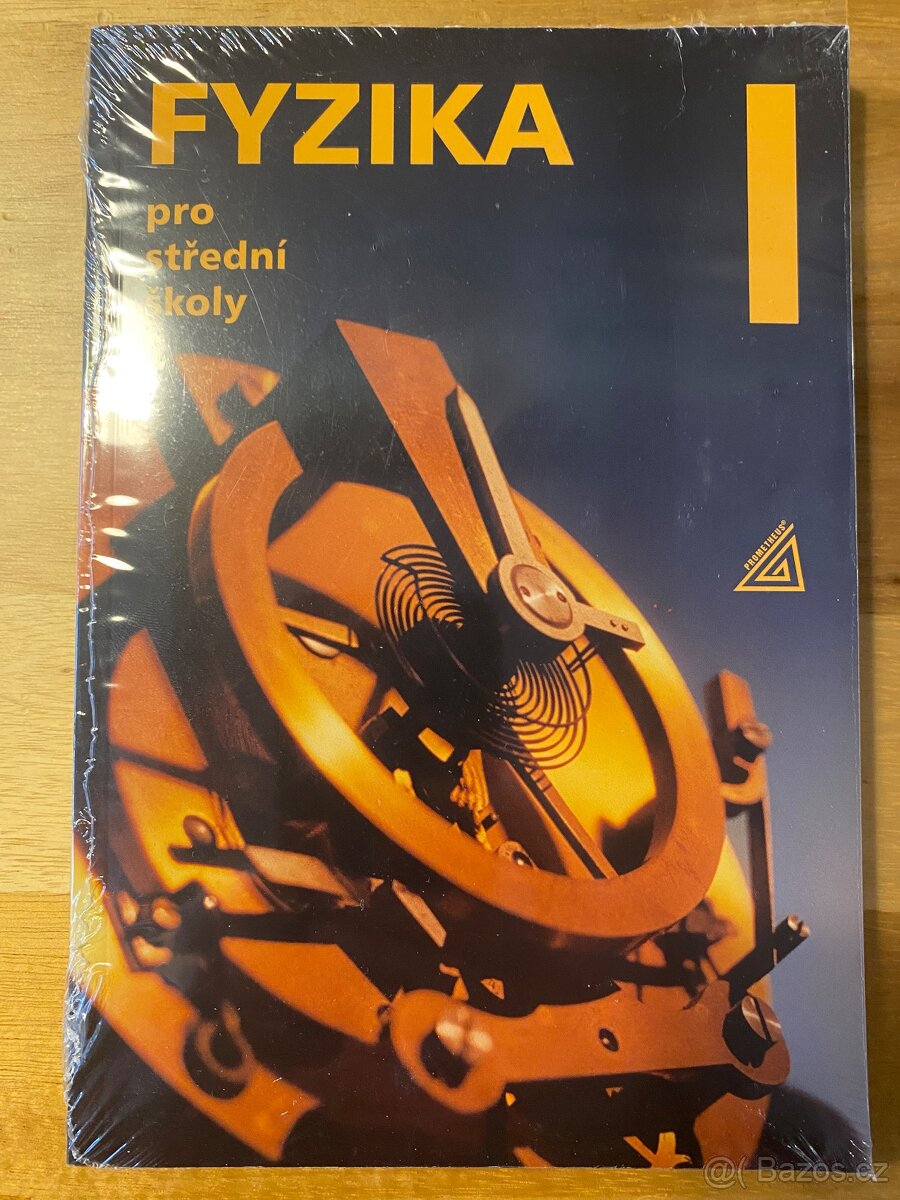 FYZIKA
I
pro
střední
školy
PROMETHEUS®
@( Bazos.cz